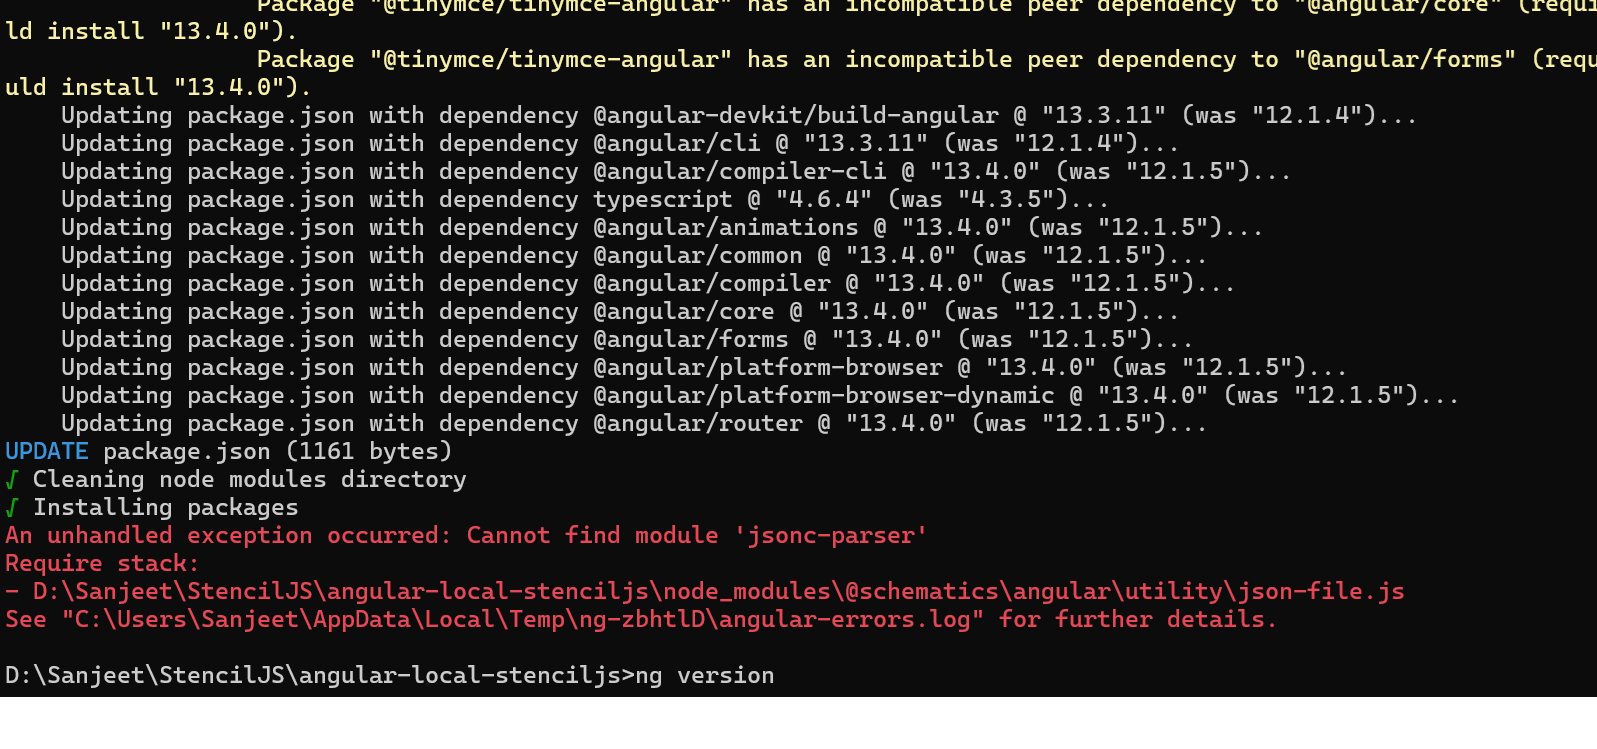 Package "@tinymce/tinymce-angular" has an incompatible peer dependency to "@angular/core" (requi
ld install "13.4.0").
Package "@tinymce/tinymce-angular" has an incompatible peer dependency to "@angular/forms" (requ
uld install "13.4.0").
Updating package.json with dependency @angular-devkit/build-angular @ "13.3.11" (was "12.1.4")...
Updating package.json with dependency @angular/cli @ "13.3.11" (was "12.1.4")...
Updating package.json with dependency @angular/compiler-cli @ "13.4.0" (was "12.1.5")...
Updating package.json with dependency typescript @ "4.6.4" (was "4.3.5")...
Updating package.json with dependency @angular/animations @ "13.4.0" (was "12.1.5")...
Updating package.json with dependency @angular/common @ "13.4.0" (was "12.1.5")...
Updating package.json with dependency @angular/compiler @ "13.4.0" (was "12.1.5")...
Updating package.json with dependency @angular/core @ "13.4.0" (was "12.1.5")...
Updating package.json with dependency @angular/forms @ "13.4.0" (was "12.1.5")...
Updating package.json with dependency @angular/platform-browser @ "13.4.0" (was "12.1.5")...
Updating package.json with dependency @angular/platform-browser-dynamic @ "13.4.0" (was "12.1.5")...
Updating package.json with dependency @angular/router @ "13.4.0" (was "12.1.5")...
UPDATE package.json (1161 bytes)
√ Cleaning node modules directory
√ Installing packages
An unhandled exception occurred: Cannot find module 'jsonc-parser'
Require stack:
- D:\Sanjeet\StencilJS\angular-local-stenciljs\node_modules\@schematics\angular\utility\json-file.js
See "C:\Users\Sanjeet\AppData\Local\Temp\ng-zbhtlD\angular-errors.log" for further details.
D:\Sanjeet\StencilJS\angular-local-stenciljs>ng version